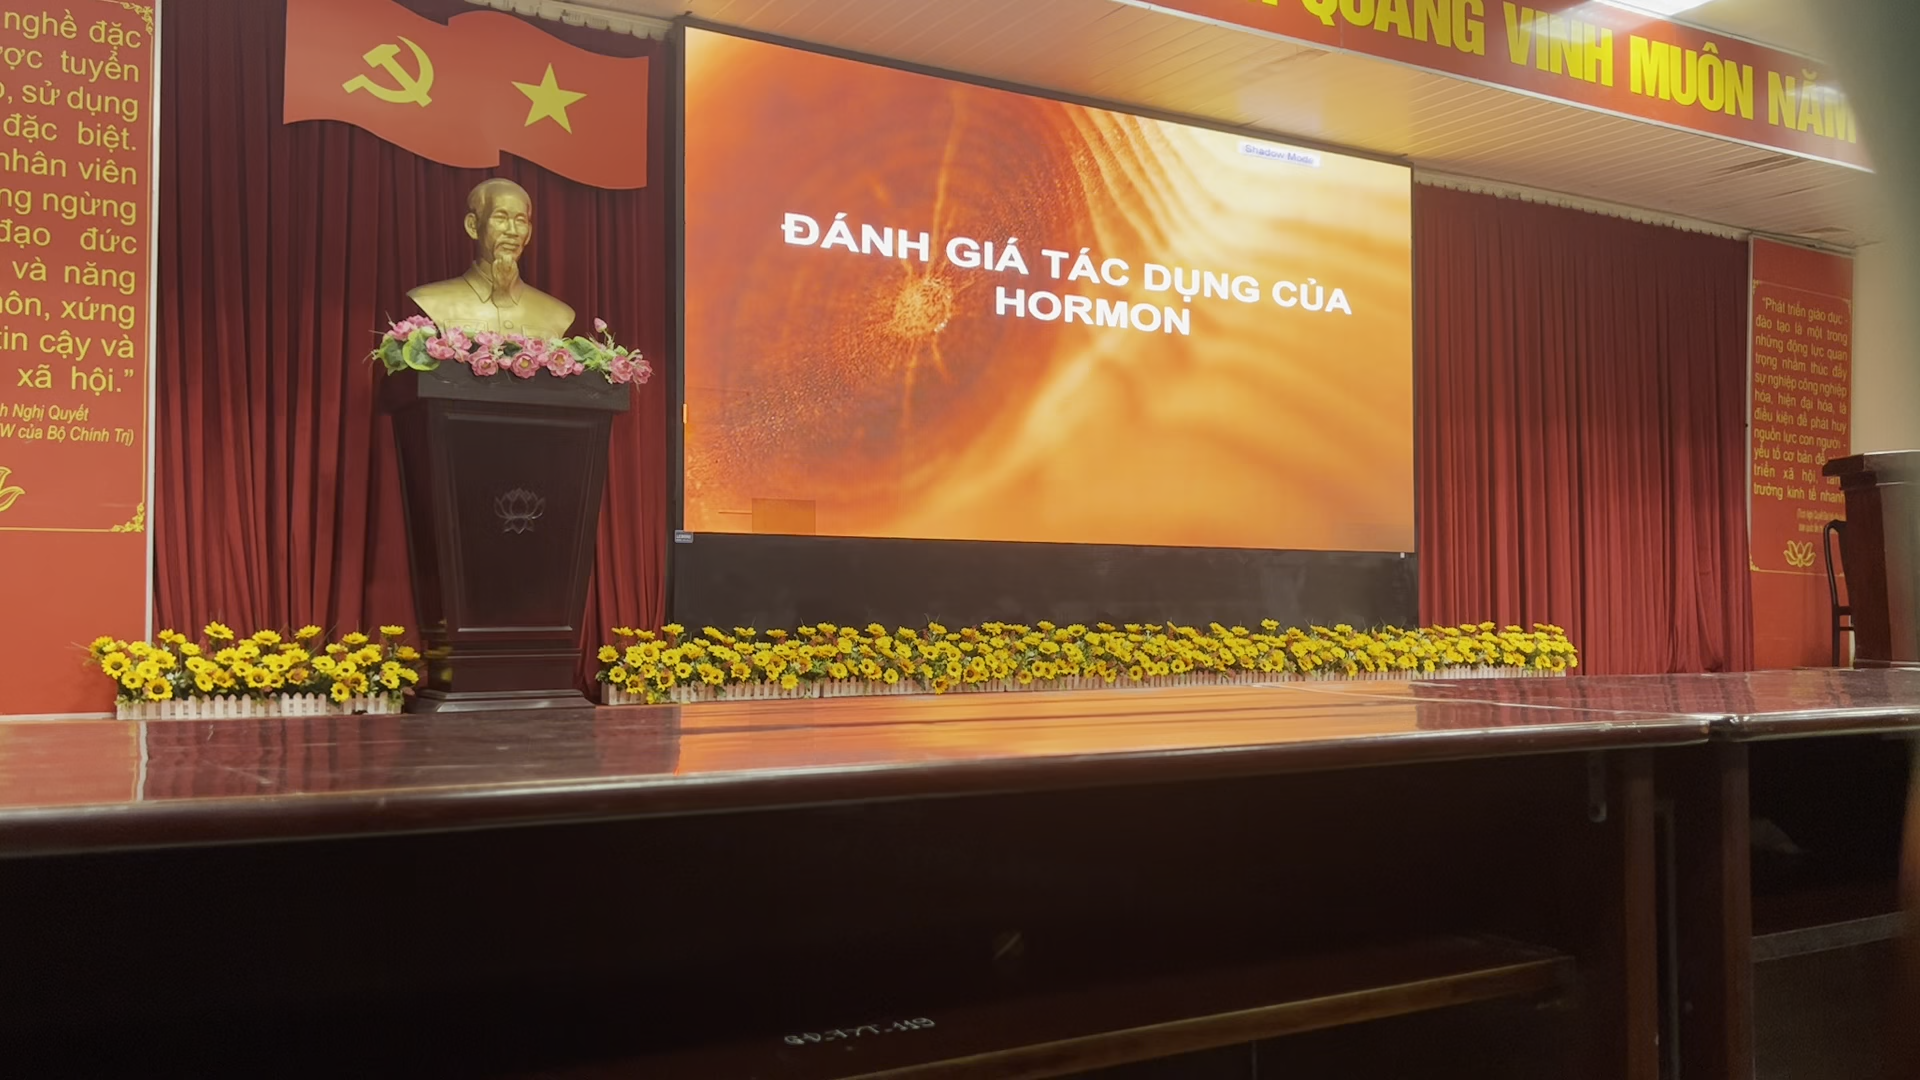 nghề đặc
ợc tuyển
, sử dụng
đặc biệt.
nhân viên
ng ngừng
đạo đức
và năng
ôn, xứng
tin cậy và
xã hội.”
h Nghị Quyết
W của Bộ Chính Trị)
QUANG VINH MUÔN NĂM
Shadow Mode
ĐÁNH GIÁ TÁC DỤNG CỦA
HORMON
“Phát triển giáo dục -
đào tạo là một trong
những động lực quan
trọng nhằm thúc đẩy
sự nghiệp công nghiệp
hóa, hiện đại hóa, là
điều kiện để phát huy
nguồn lực con người -
yếu tố cơ bản để
triển xã hội,
trưởng kinh tế nhanh